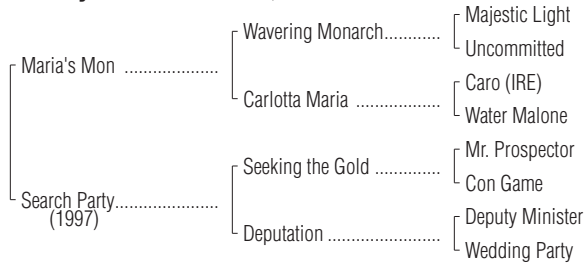 Majestic Light
Wavering Monarch............
Uncommitted
Maria's Mon ....................
Caro (IRE)
Carlotta Maria ..................
Water Malone
Mr. Prospector
Seeking the Gold ..............
Con Game
Search Party......................
(1997)
Deputy Minister
Deputation ........................
Wedding Party